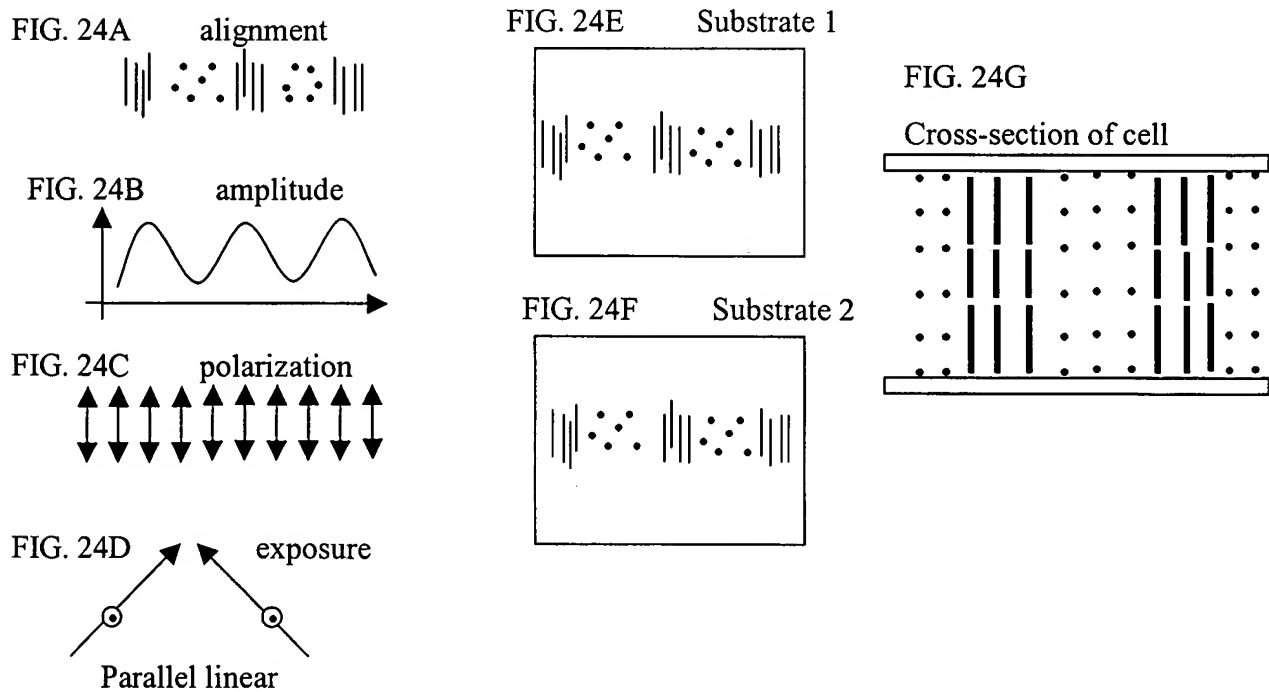 FIG. 24A alignment
FIG. 24B amplitude
FIG. 24C polarization
FIG. 24D exposure
Parallel linear
FIG. 24E Substrate 1
FIG. 24F Substrate 2
FIG. 24G
Cross-section of cell